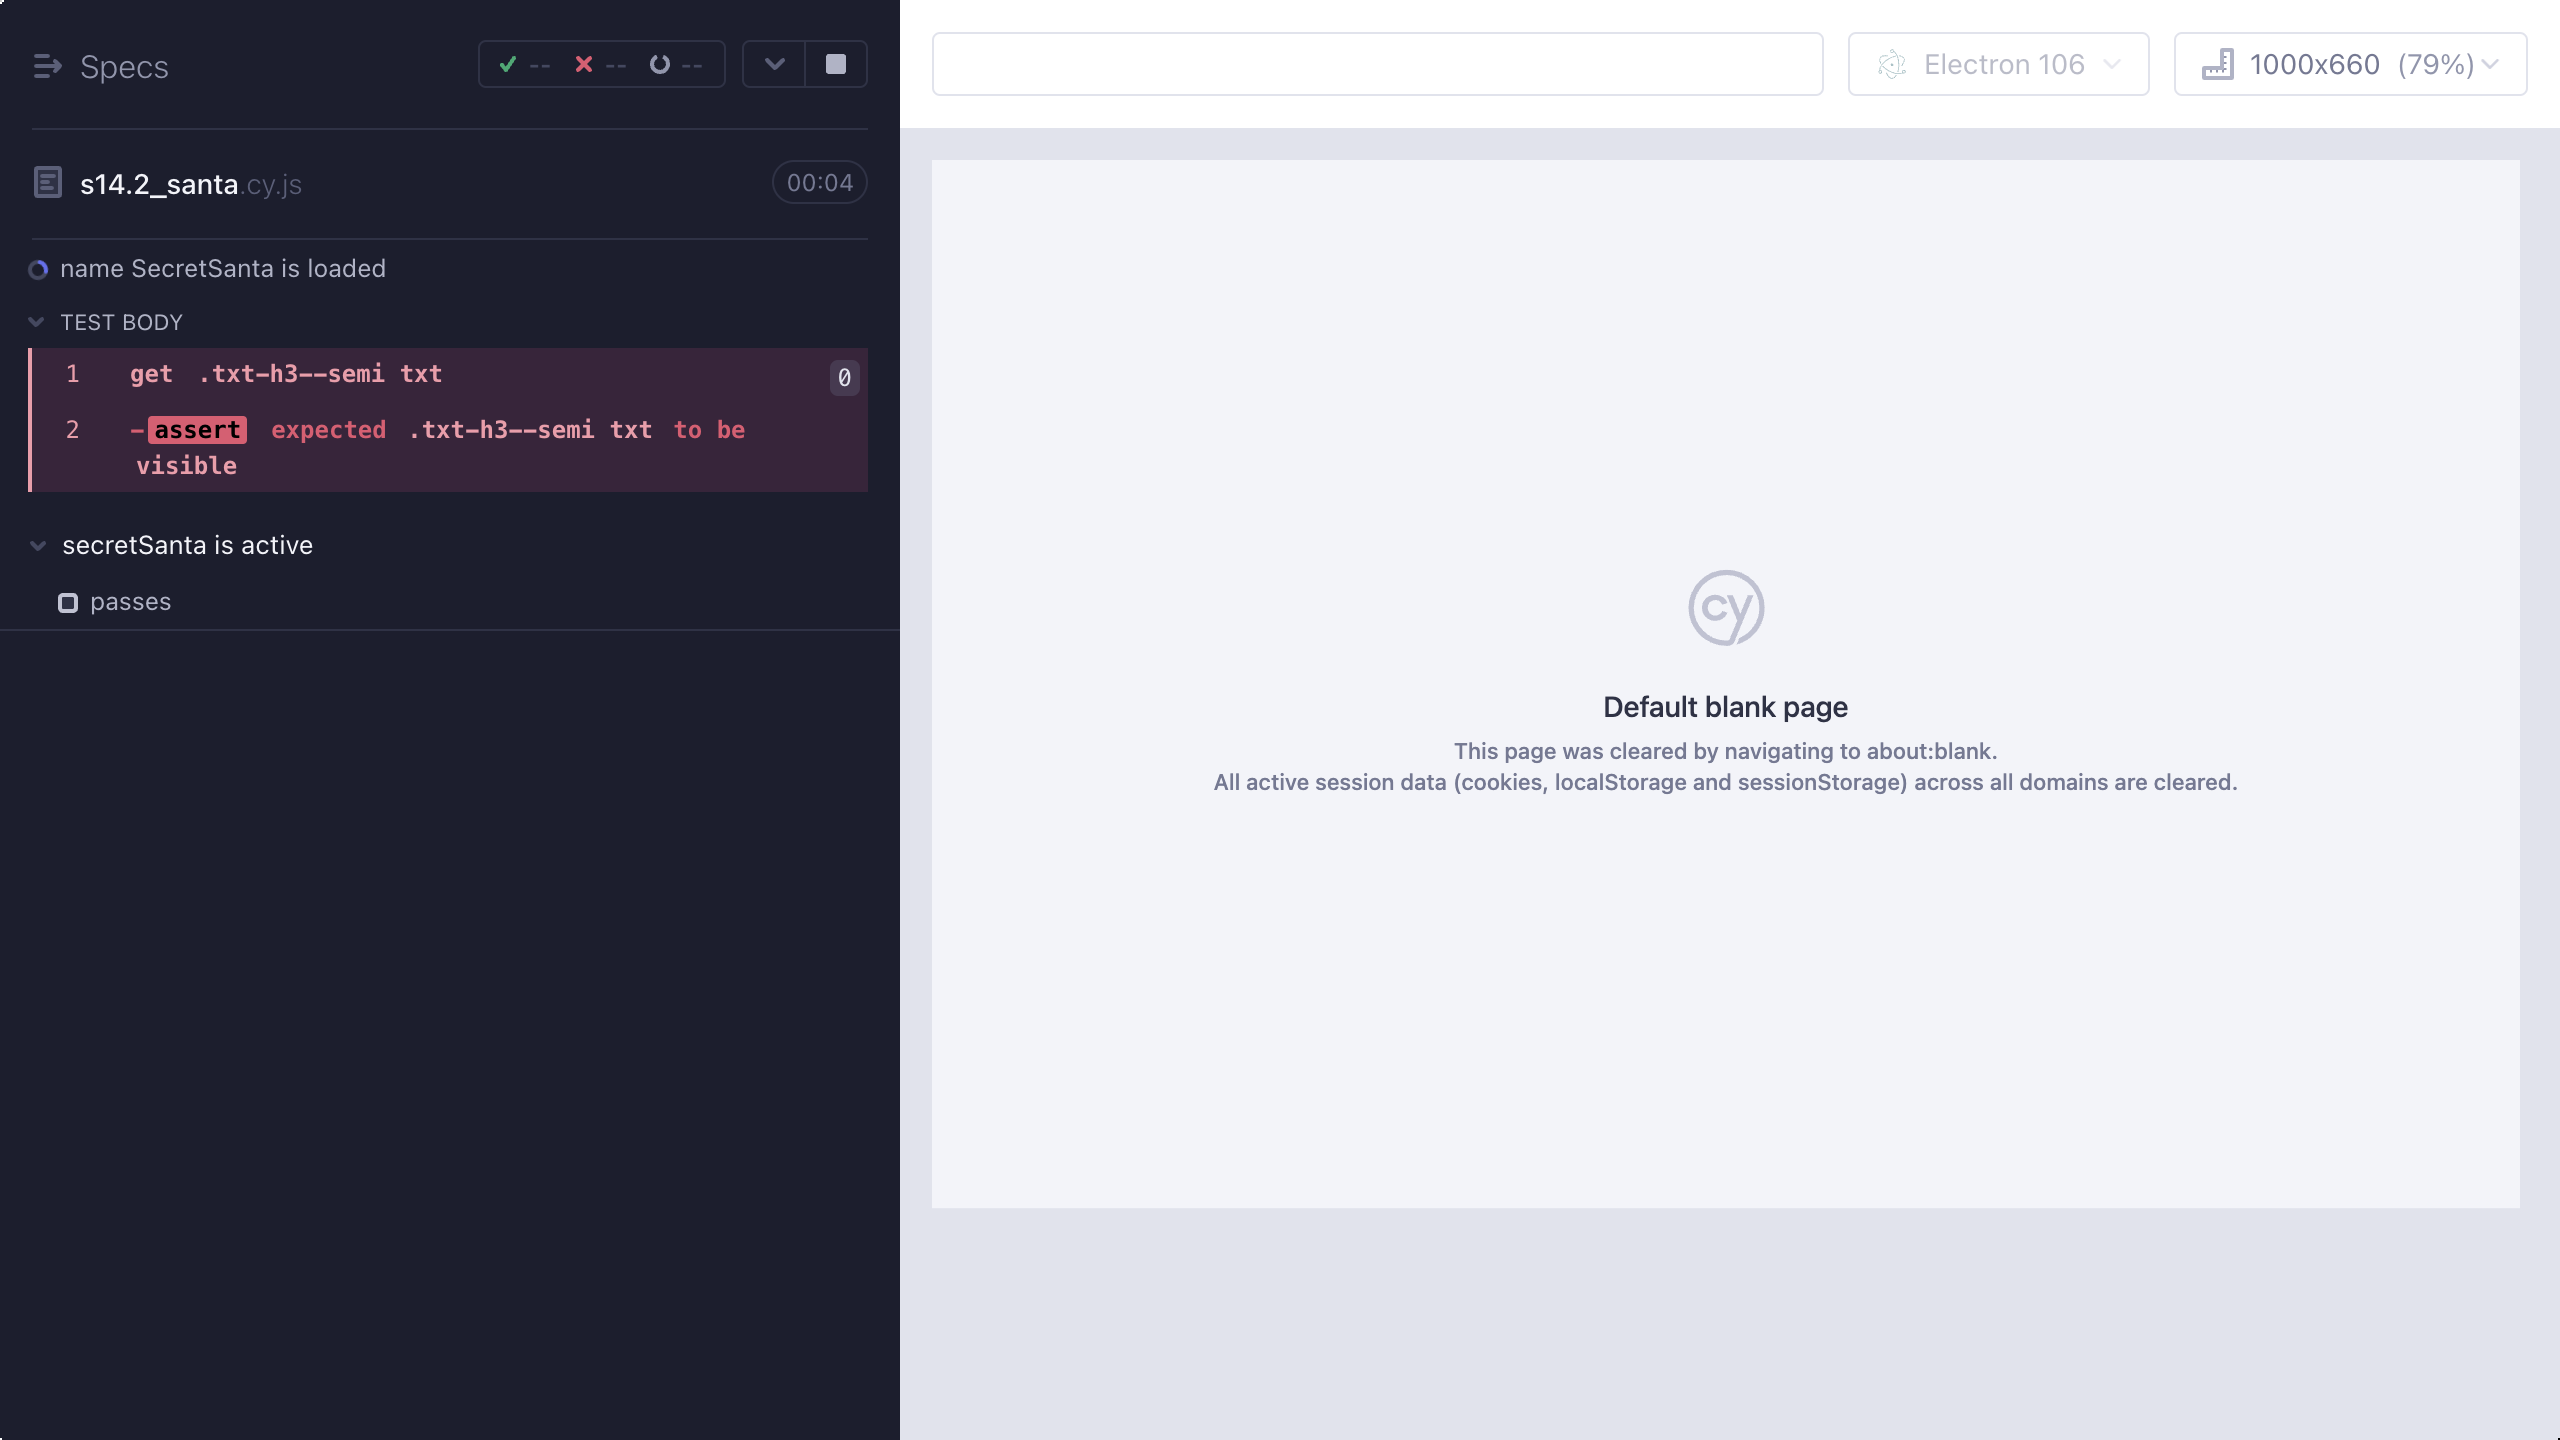 Specs
-- -- --
s14.2_santa.cy.js
00:04
name SecretSanta is loaded
TEST BODY
1 get .txt-h3--semi txt 0
2 -assert expected .txt-h3--semi txt to be
visible
secretSanta is active
passes
Electron 106
1000x660 (79%)
cy
Default blank page
This page was cleared by navigating to about:blank.
All active session data (cookies, localStorage and sessionStorage) across all domains are cleared.